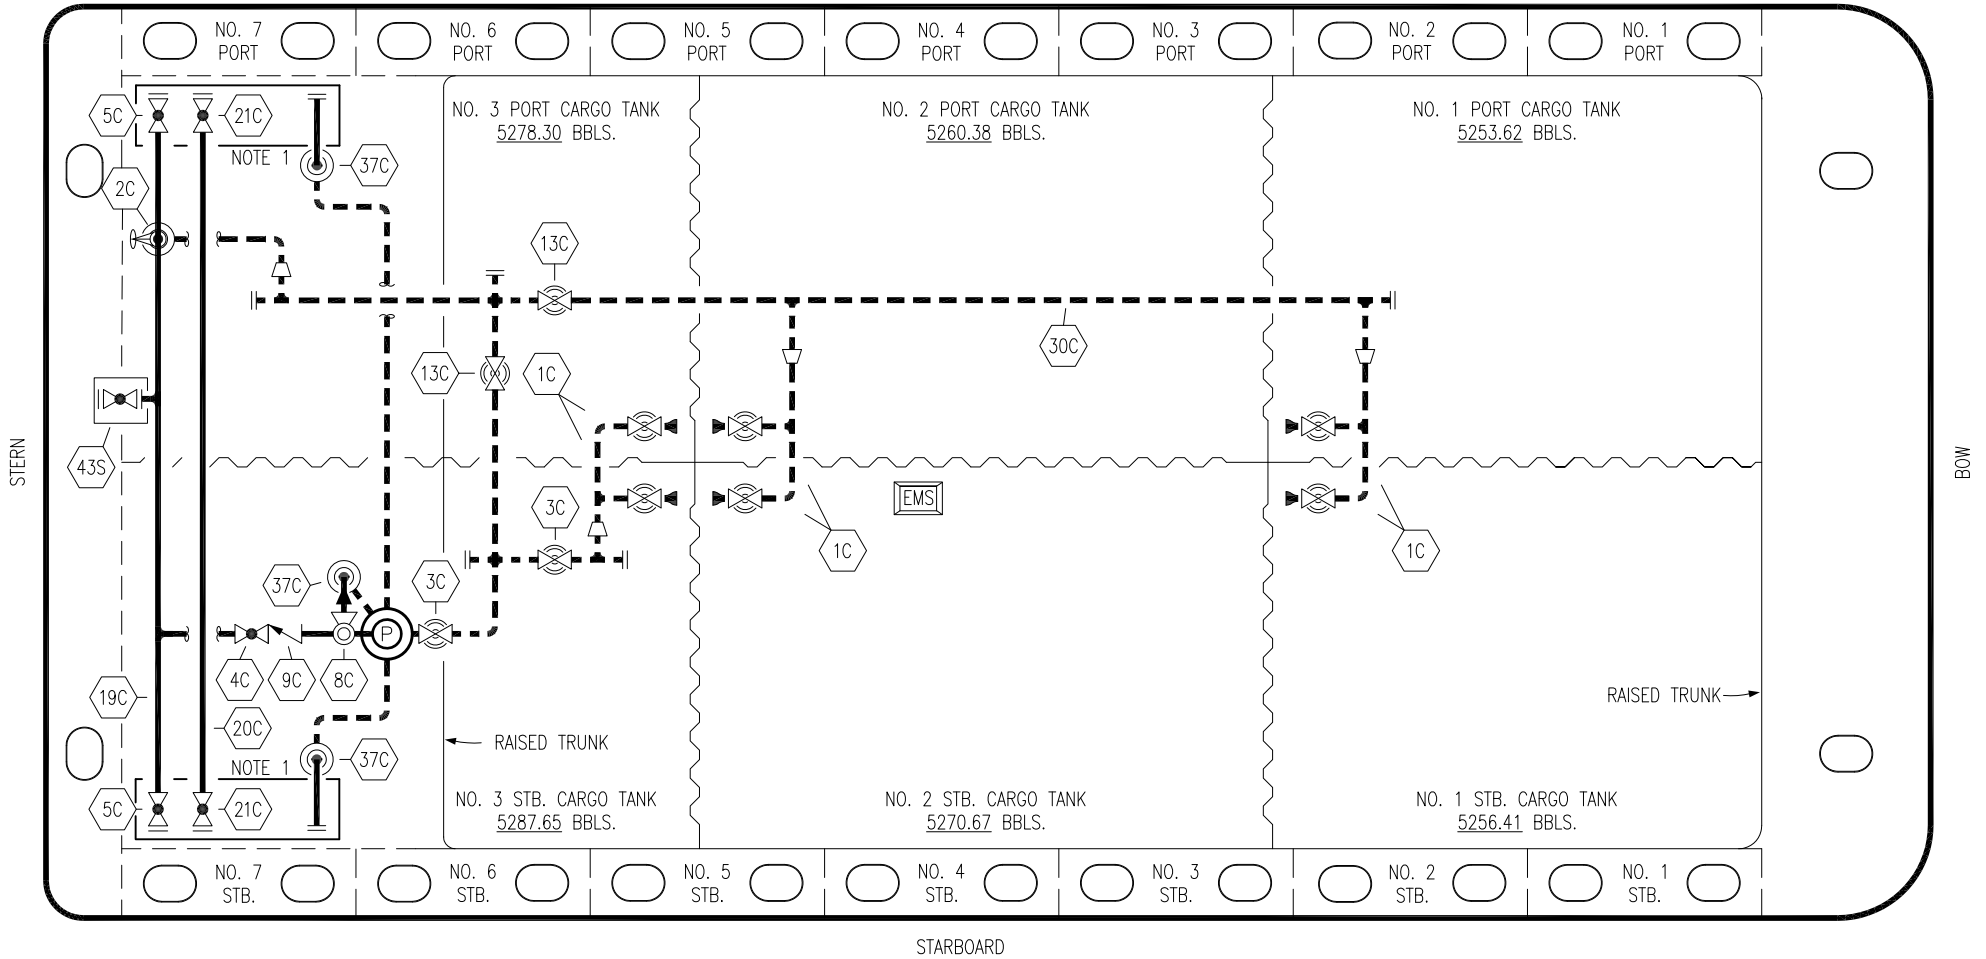 NO. 7
PORT
NO. 6
PORT
NO. 5
PORT
NO. 4
PORT
NO. 3
PORT
NO. 2
PORT
NO. 1
PORT
5C
21C
NOTE 1
37C
2C
NO. 3 PORT CARGO TANK
5278.30 BBLS.
NO. 2 PORT CARGO TANK
5260.38 BBLS.
NO. 1 PORT CARGO TANK
5253.62 BBLS.
13C
30C
13C
1C
STERN
43S
BOW
EMS
3C
1C
1C
37C
3C
P
4C
9C
8C
19C
20C
RAISED TRUNK
RAISED TRUNK
NOTE 1
37C
5C
21C
NO. 3 STB. CARGO TANK
5287.65 BBLS.
NO. 2 STB. CARGO TANK
5270.67 BBLS.
NO. 1 STB. CARGO TANK
5256.41 BBLS.
NO. 7
STB.
NO. 6
STB.
NO. 5
STB.
NO. 4
STB.
NO. 3
STB.
NO. 2
STB.
NO. 1
STB.
STARBOARD